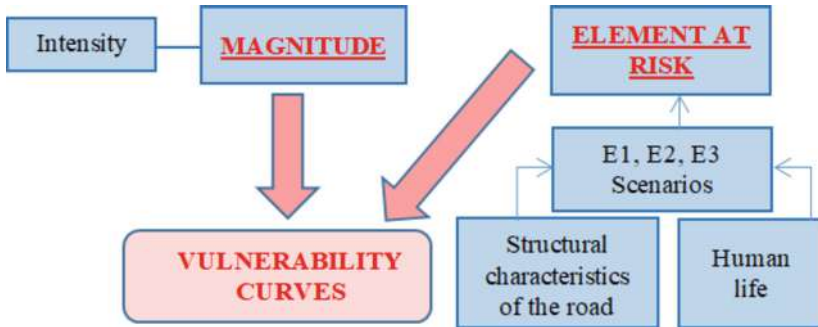 Intensity
MAGNITUDE
ELEMENT AT
RISK
E1, E2, E3
Scenarios
VULNERABILITY
CURVES
Structural
characteristics
of the road
Human
life